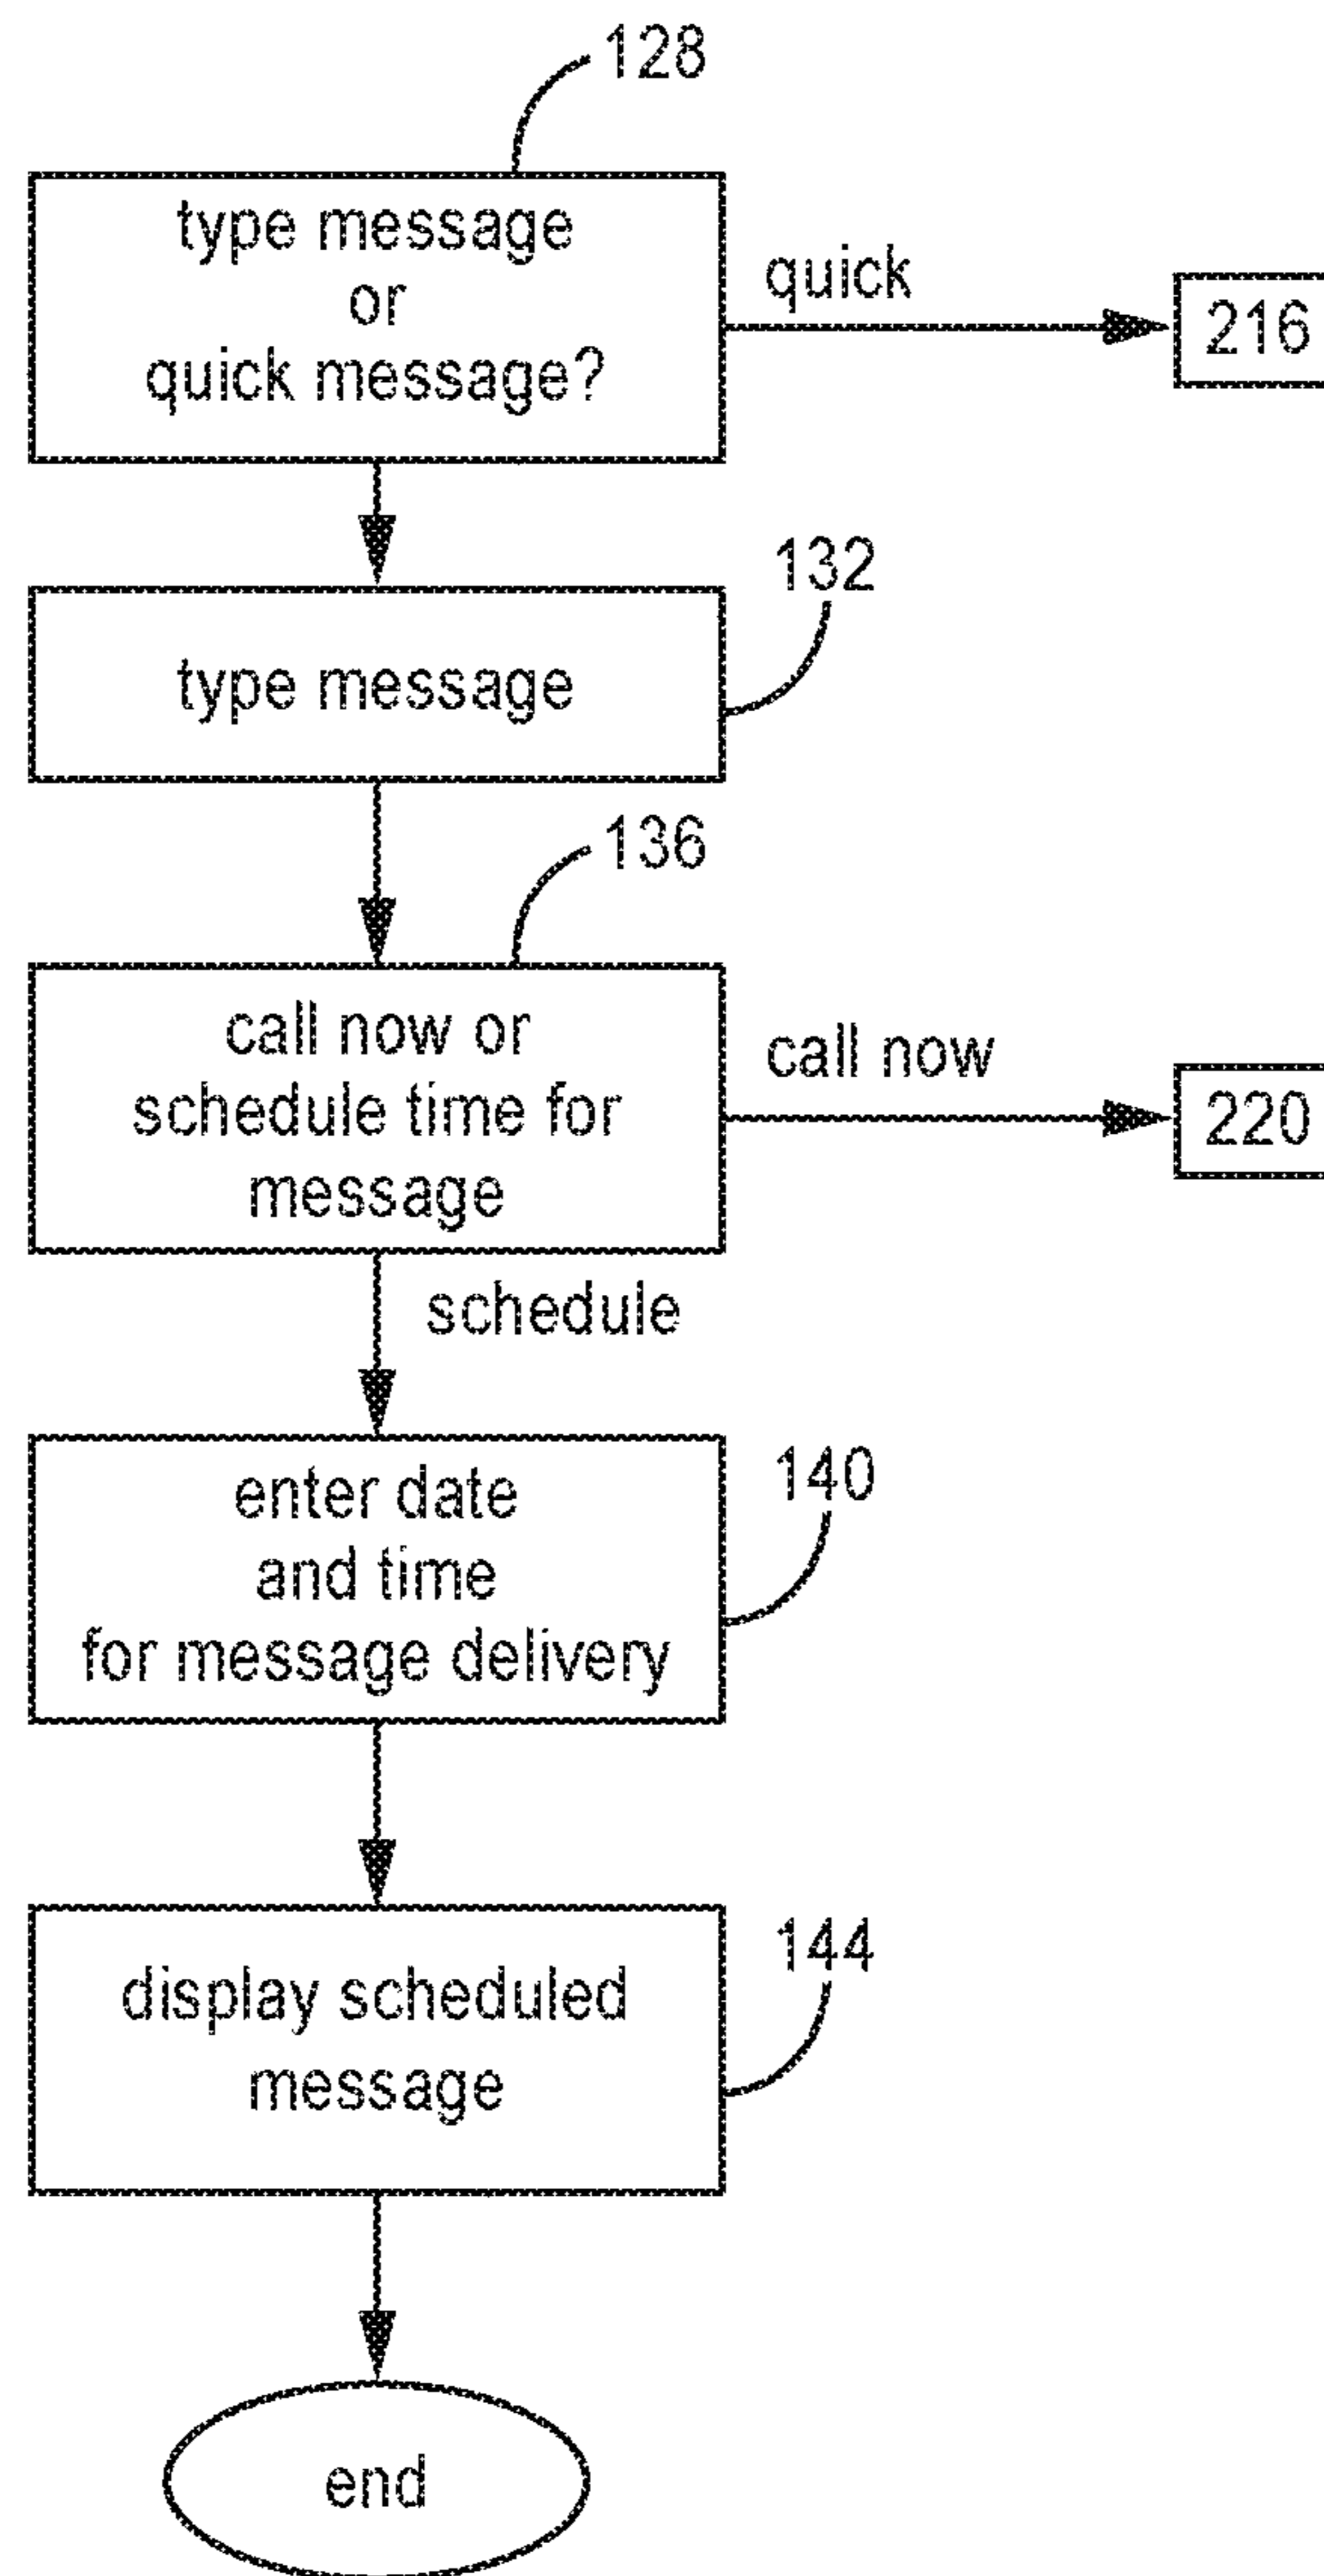 128
type message
or
quick message?
quick
216
132
type message
136
call now or
schedule time for
message
call now
220
schedule
140
enter date
and time
for message delivery
144
display scheduled
message
end